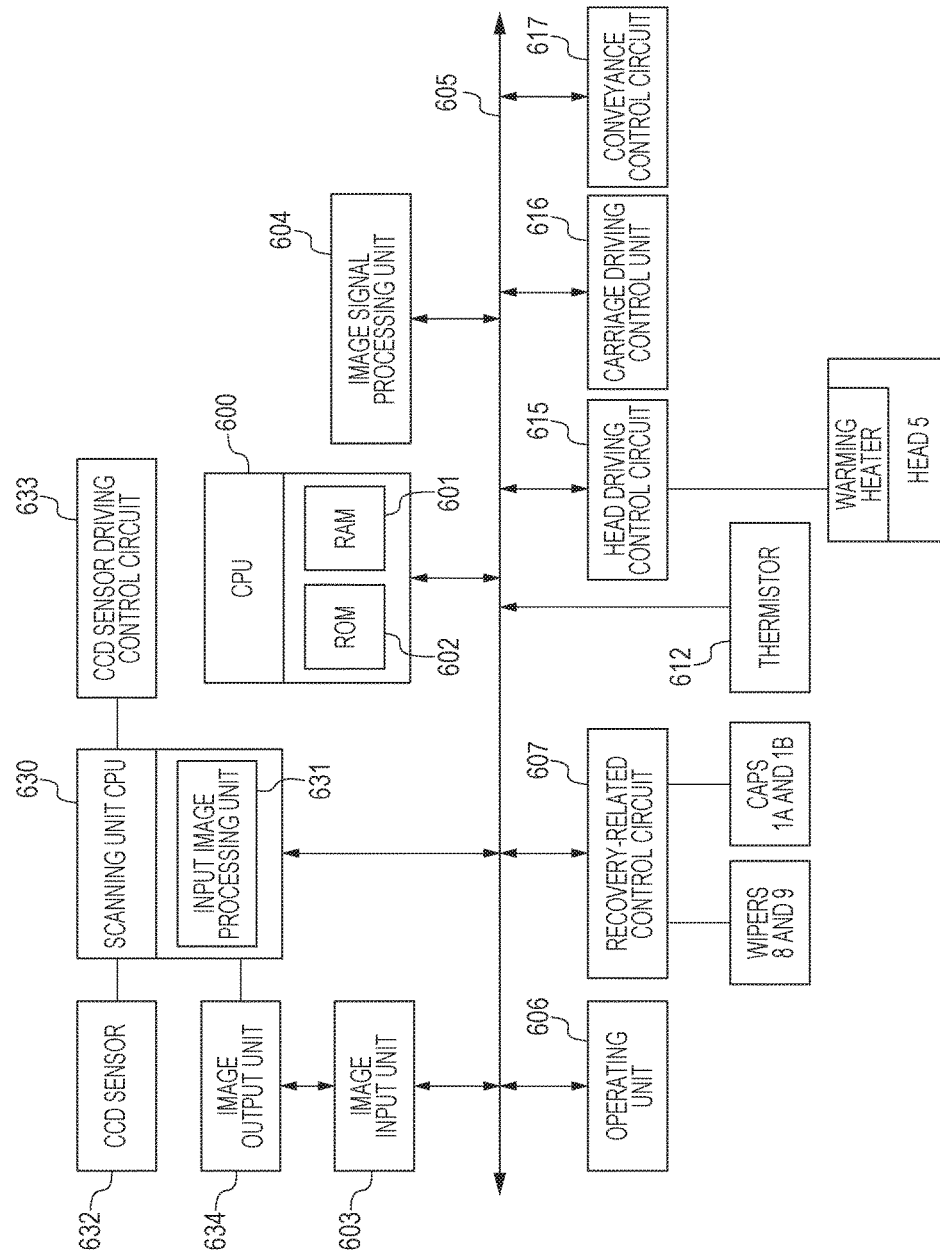 632
CCD SENSOR
630
SCANNING UNIT CPU
INPUT IMAGE
PROCESSING UNIT
631
633
CCD SENSOR DRIVING
CONTROL CIRCUIT
634
IMAGE
OUTPUT UNIT
603
IMAGE
INPUT UNIT
600
CPU
ROM
602
RAM
601
604
IMAGE SIGNAL
PROCESSING UNIT
605
606
OPERATING
UNIT
607
RECOVERY-RELATED
CONTROL CIRCUIT
WIPERS
8 AND 9
CAPS
1A AND 1B
612
THERMISTOR
615
HEAD DRIVING
CONTROL CIRCUIT
WARMING
HEATER
HEAD 5
616
CARRIAGE DRIVING
CONTROL UNIT
617
CONVEYANCE
CONTROL CIRCUIT